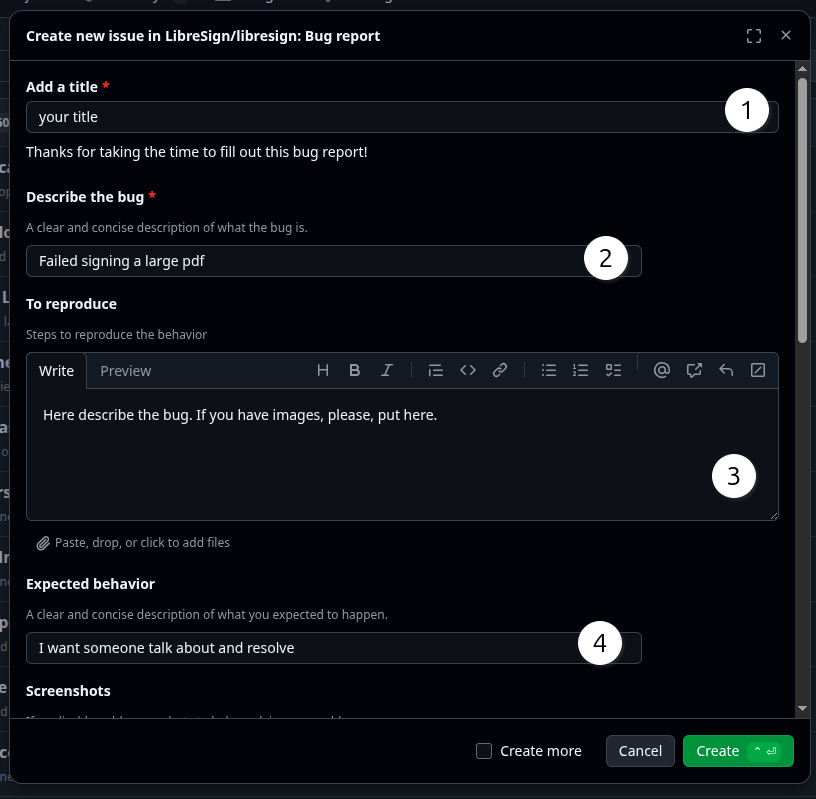 Create new issue in LibreSign/libresign: Bug report
Add a title *
your title
1
Thanks for taking the time to fill out this bug report!
Describe the bug *
A clear and concise description of what the bug is.
Failed signing a large pdf
2
To reproduce
Steps to reproduce the behavior
Write Preview H B I
Here describe the bug. If you have images, please, put here.
3
Paste, drop, or click to add files
Expected behavior
A clear and concise description of what you expected to happen.
I want someone talk about and resolve
4
Screenshots
Create more Cancel Create